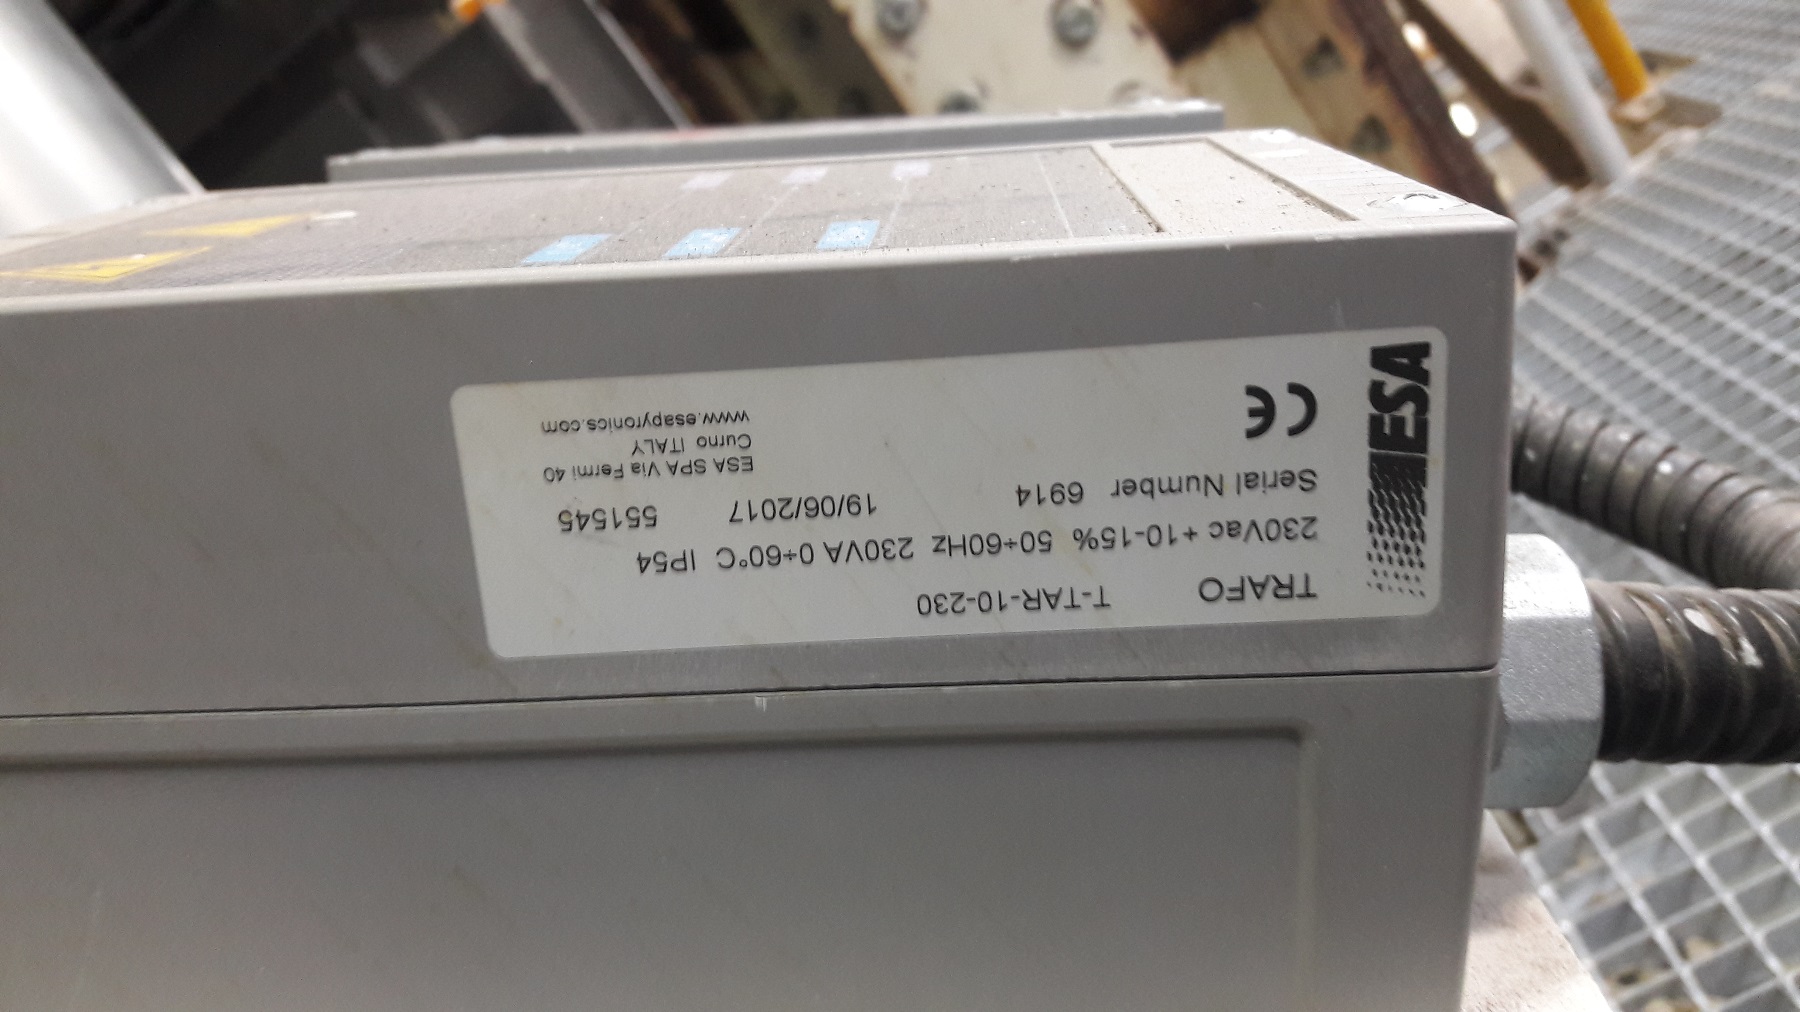 ESA
TRAFO T-TAR-10-230
230Vac +10-15% 50÷60Hz 230VA 0÷60°C IP54
Serial Number 6914 19/06/2017 551545
CE
ESA SPA Via Fermi 40
Curno ITALY
www.esapyronics.com